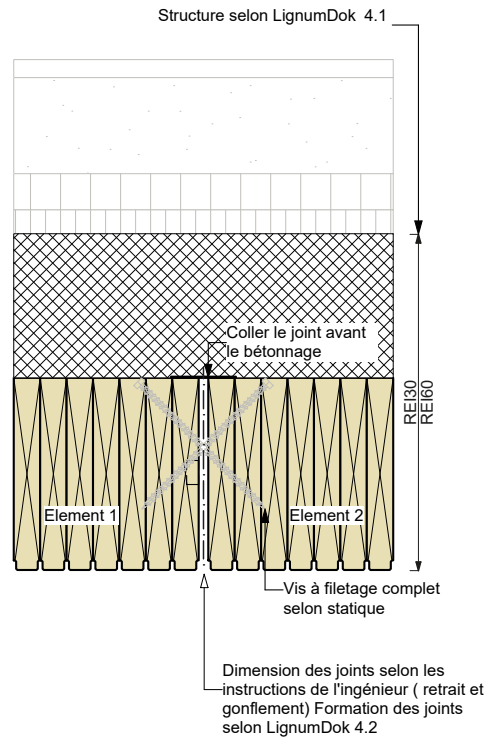 Structure selon LignumDok 4.1
Coller le joint avant
le bétonnage
REI30
REI60
Element 1
Element 2
Vis à filetage complet
selon statique
Dimension des joints selon les
instructions de l'ingénieur ( retrait et
gonflement) Formation des joints
selon LignumDok 4.2